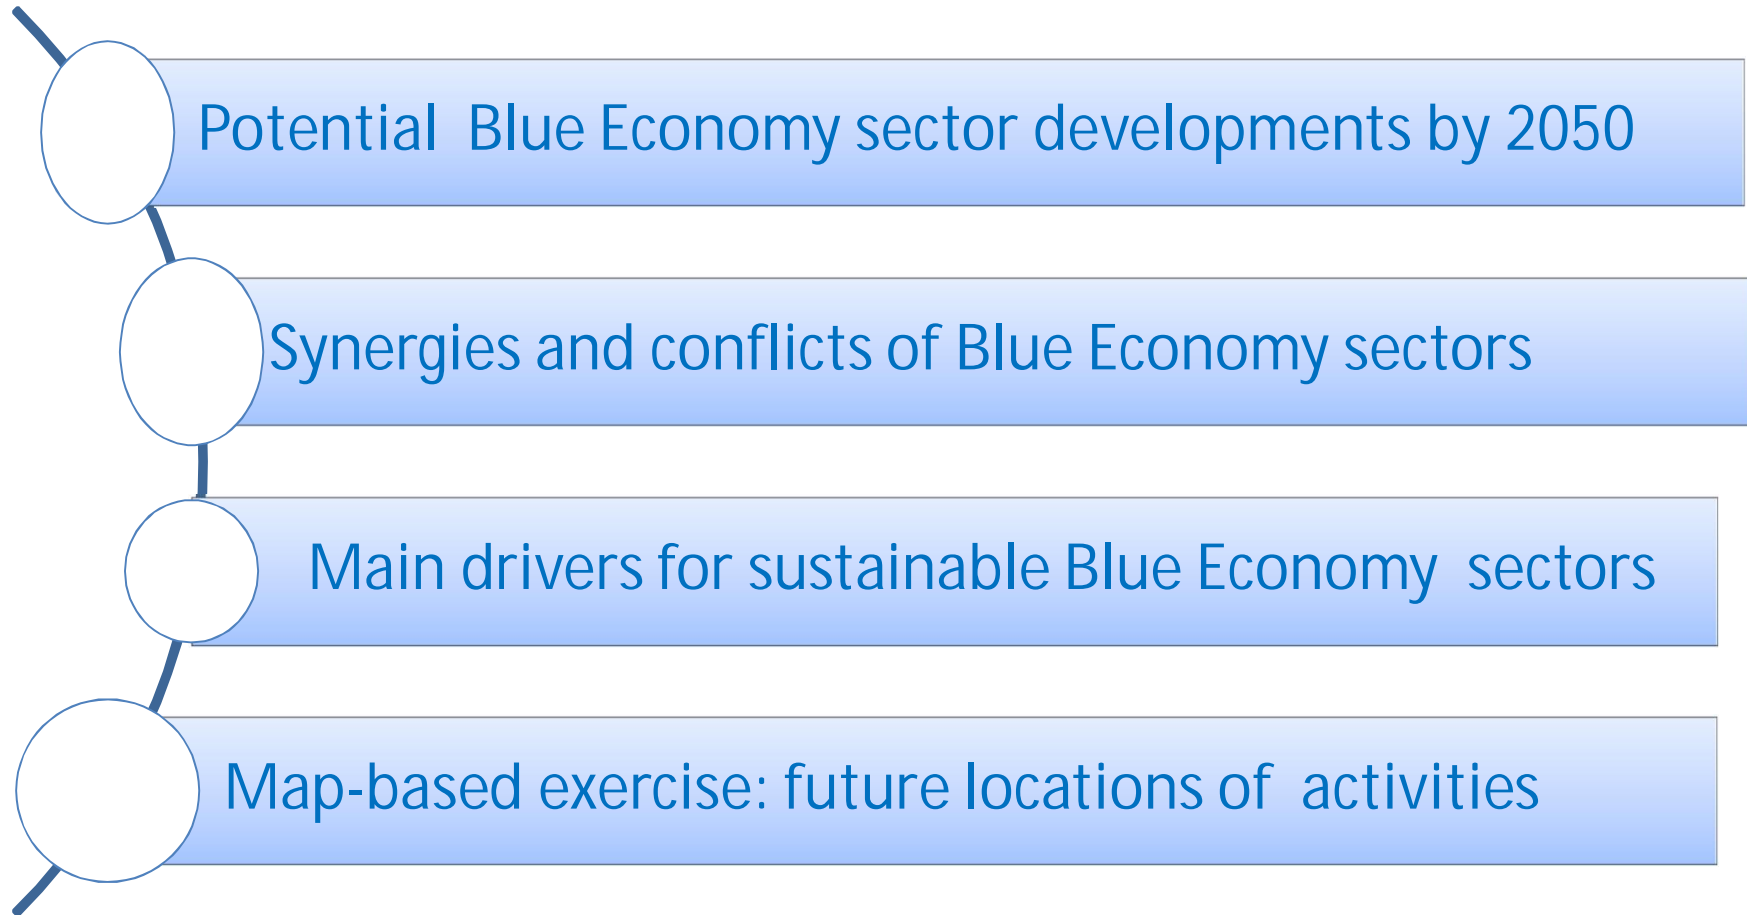 Potential Blue Economy sector developments by 2050
Synergies and conflicts of Blue Economy sectors
Main drivers for sustainable Blue Economy sectors
Map-based exercise: future locations of activities